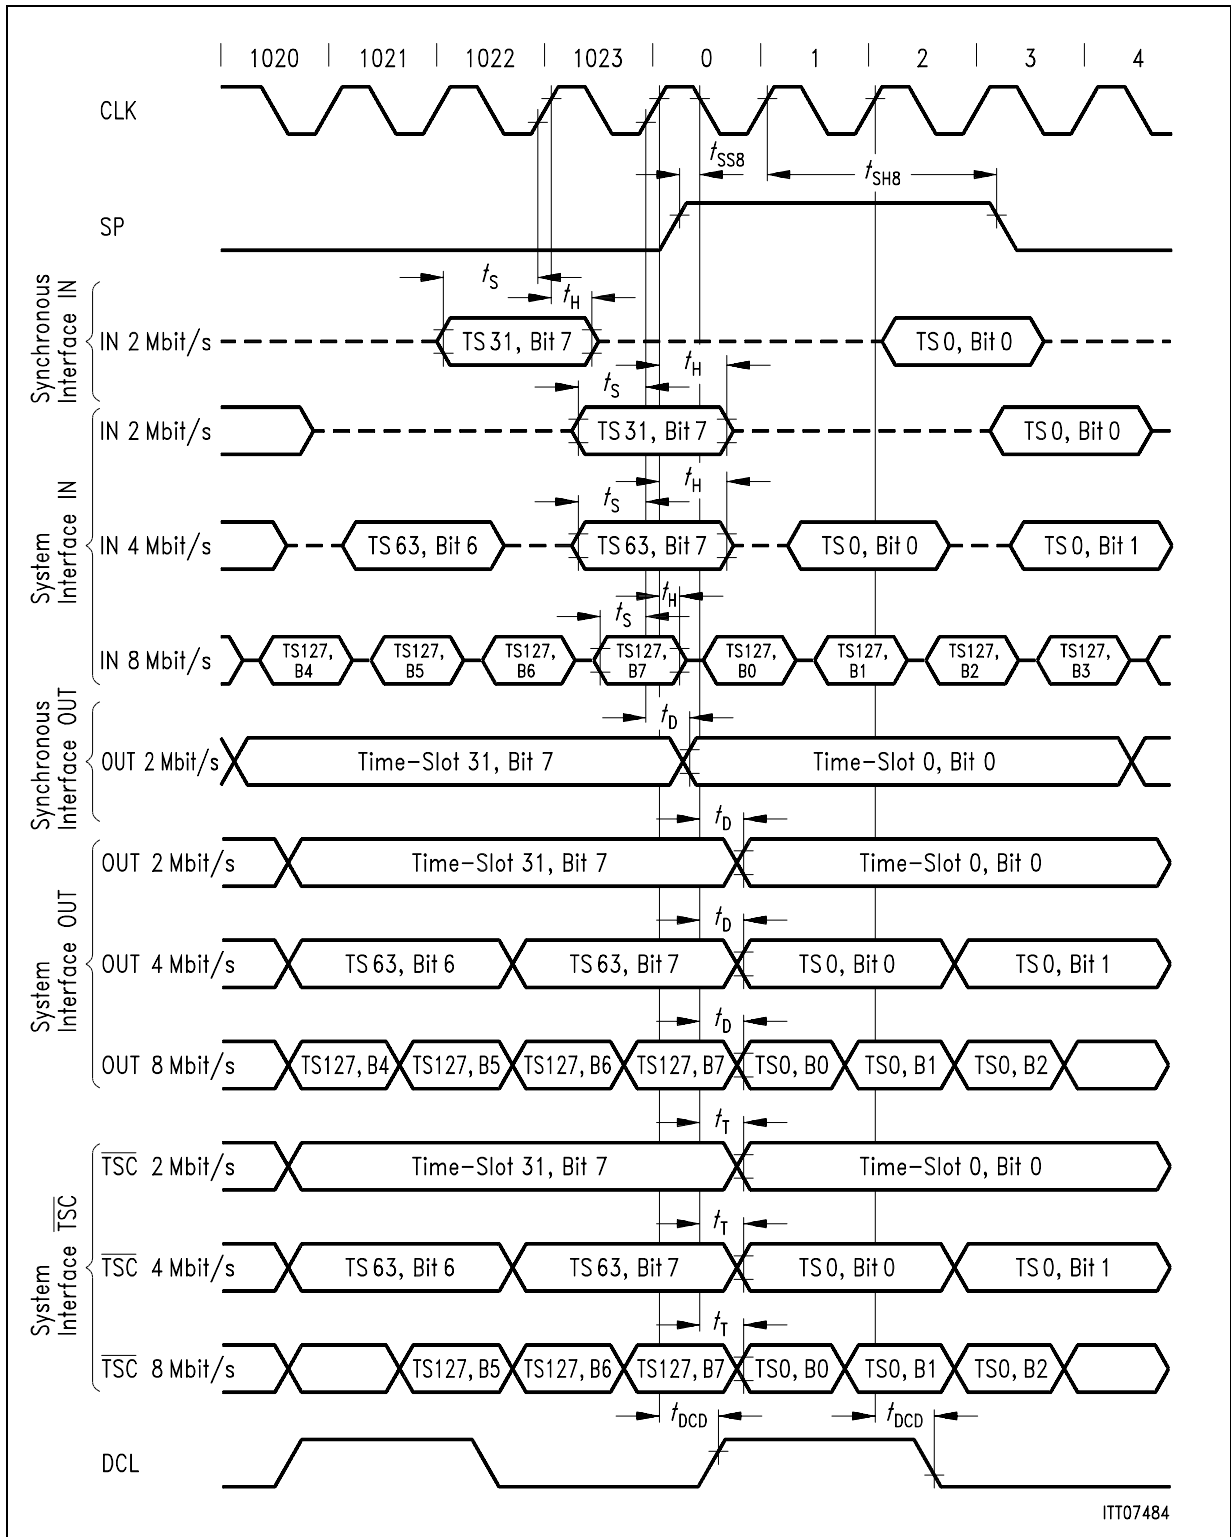 1020 1021 1022 1023 0 1 2 3 4
CLK
tSS8
tSH8
SP
Synchronous
Interface IN
tS
tH
IN 2 Mbit/s TS 31, Bit 7 TS 0, Bit 0
System
Interface IN
tS tH
IN 2 Mbit/s TS 31, Bit 7 TS 0, Bit 0
tS tH
IN 4 Mbit/s TS 63, Bit 6 TS 63, Bit 7 TS 0, Bit 0 TS 0, Bit 1
tS tH
IN 8 Mbit/s TS127, B4 TS127, B5 TS127, B6 TS127, B7 TS127, B0 TS127, B1 TS127, B2 TS127, B3
Synchronous
Interface OUT
tD
OUT 2 Mbit/s Time-Slot 31, Bit 7 Time-Slot 0, Bit 0
System
Interface OUT
tD
OUT 2 Mbit/s Time-Slot 31, Bit 7 Time-Slot 0, Bit 0
tD
OUT 4 Mbit/s TS 63, Bit 6 TS 63, Bit 7 TS 0, Bit 0 TS 0, Bit 1
tD
OUT 8 Mbit/s TS127, B4 TS127, B5 TS127, B6 TS127, B7 TS0, B0 TS0, B1 TS0, B2
System
Interface TSC
tT
TSC 2 Mbit/s Time-Slot 31, Bit 7 Time-Slot 0, Bit 0
tT
TSC 4 Mbit/s TS 63, Bit 6 TS 63, Bit 7 TS 0, Bit 0 TS 0, Bit 1
tT
TSC 8 Mbit/s TS127, B5 TS127, B6 TS127, B7 TS0, B0 TS0, B1 TS0, B2
tDCD tDCD
DCL
ITT07484